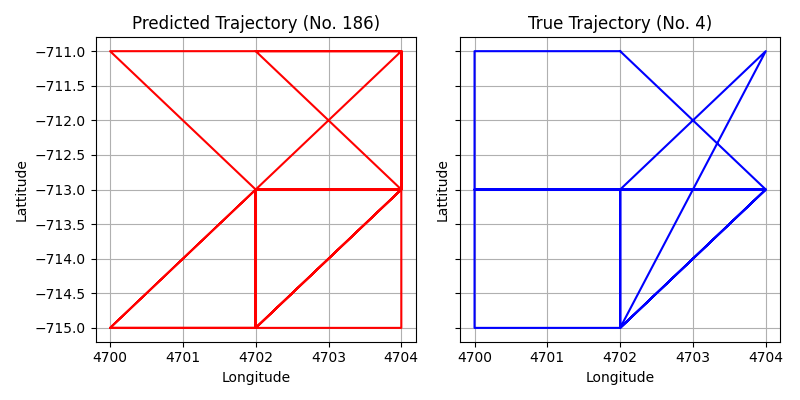 Predicted Trajectory (No. 186)
True Trajectory (No. 4)
−711.0
−711.5
−712.0
−712.5
−713.0
−713.5
−714.0
−714.5
−715.0
Lattitude
Lattitude
4700 4701 4702 4703 4704
4700 4701 4702 4703 4704
Longitude
Longitude